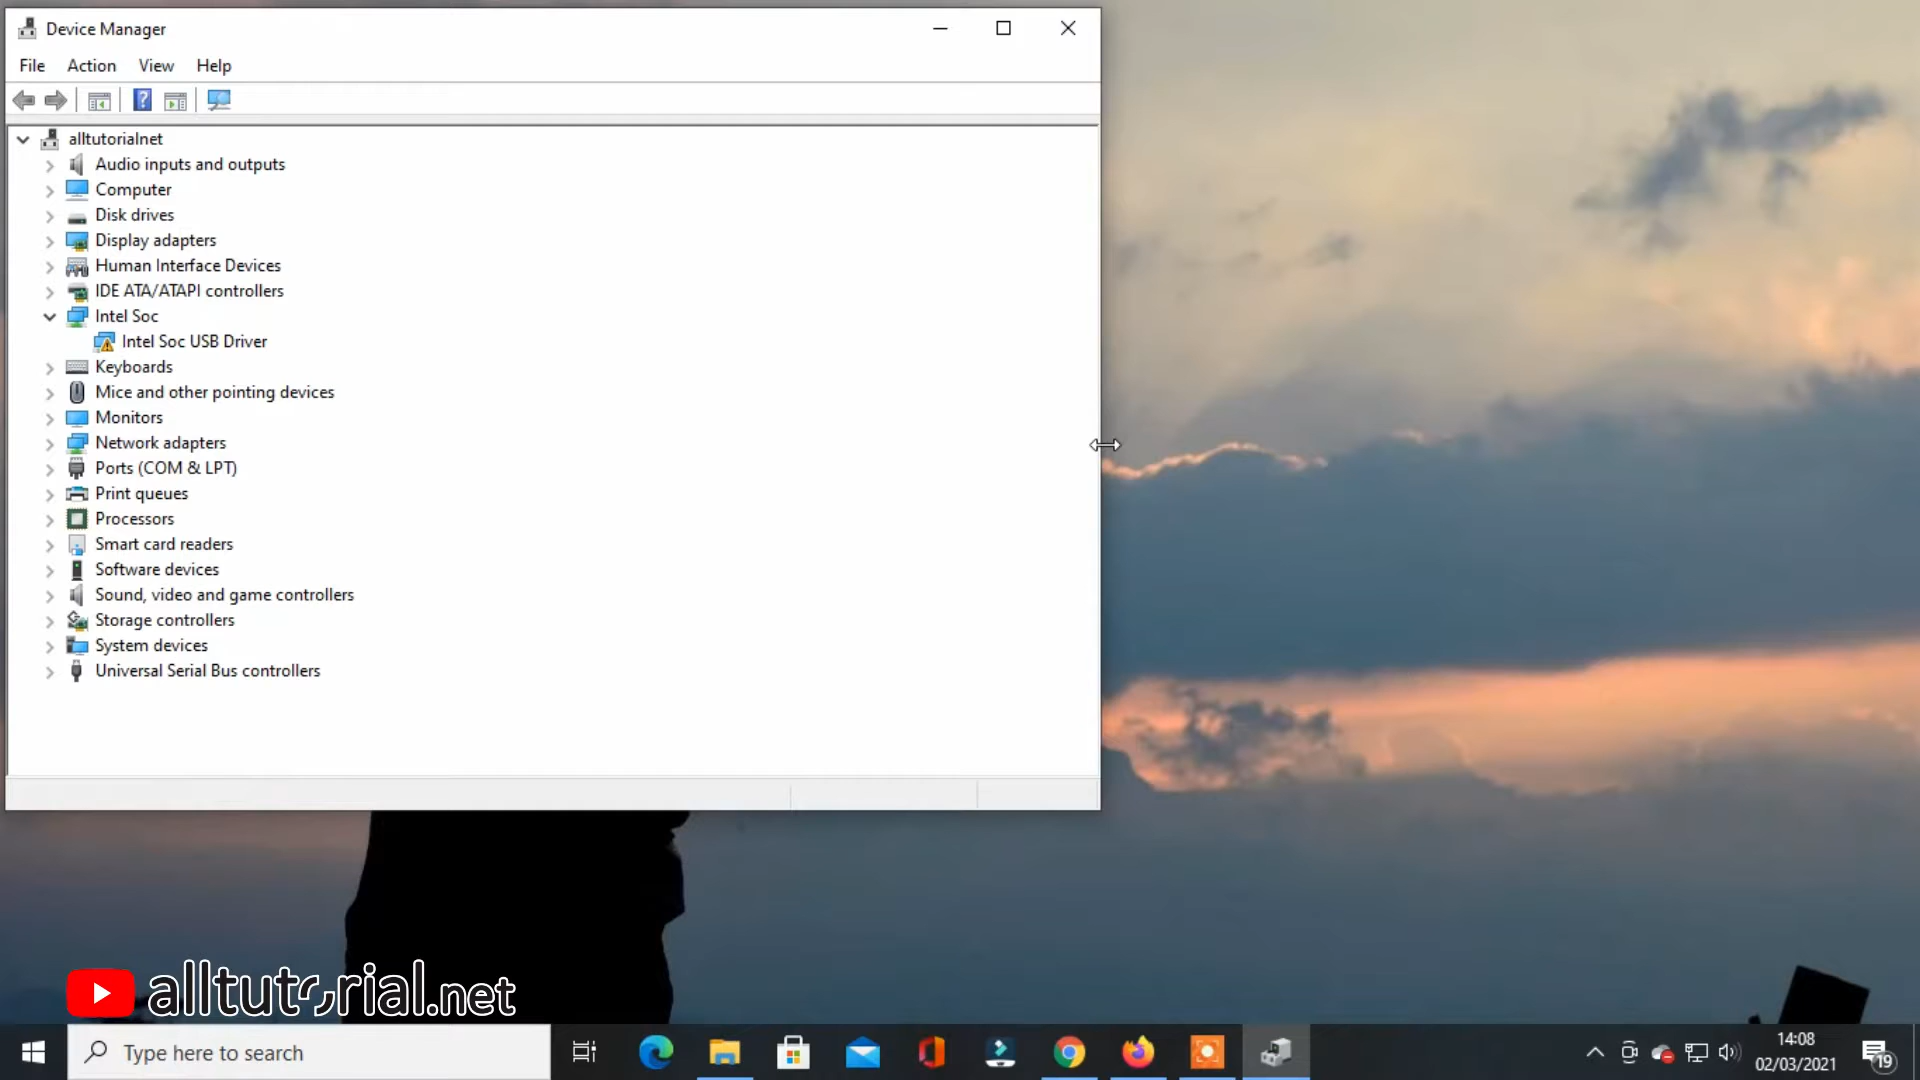 Device Manager
File Action View Help
alltutorialnet
Audio inputs and outputs
Computer
Disk drives
Display adapters
Human Interface Devices
IDE ATA/ATAPI controllers
Intel Soc
Intel Soc USB Driver
Keyboards
Mice and other pointing devices
Monitors
Network adapters
Ports (COM & LPT)
Print queues
Processors
Smart card readers
Software devices
Sound, video and game controllers
Storage controllers
System devices
Universal Serial Bus controllers
alltutorial.net
Type here to search
14:08
02/03/2021
19